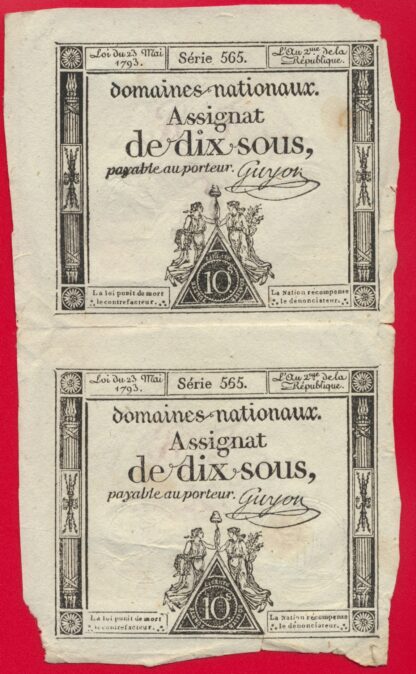 Loi du 23 Mai
1793.
Série 565.
L'An 2me de la
République.
domaines nationaux.
Assignat
de dix sous,
payable au porteur. Guyon
10s
La loi punit de mort
le contrefacteur.
La Nation récompense
le dénonciateur.
Loi du 23 Mai
1793.
Série 565.
L'An 2me de la
République.
domaines nationaux.
Assignat
de dix sous,
payable au porteur. Guyon
10s
La loi punit de mort
le contrefacteur.
La Nation récompense
le dénonciateur.